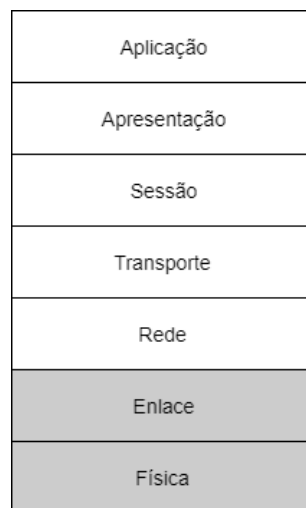 Aplicação
Apresentação
Sessão
Transporte
Rede
Enlace
Física